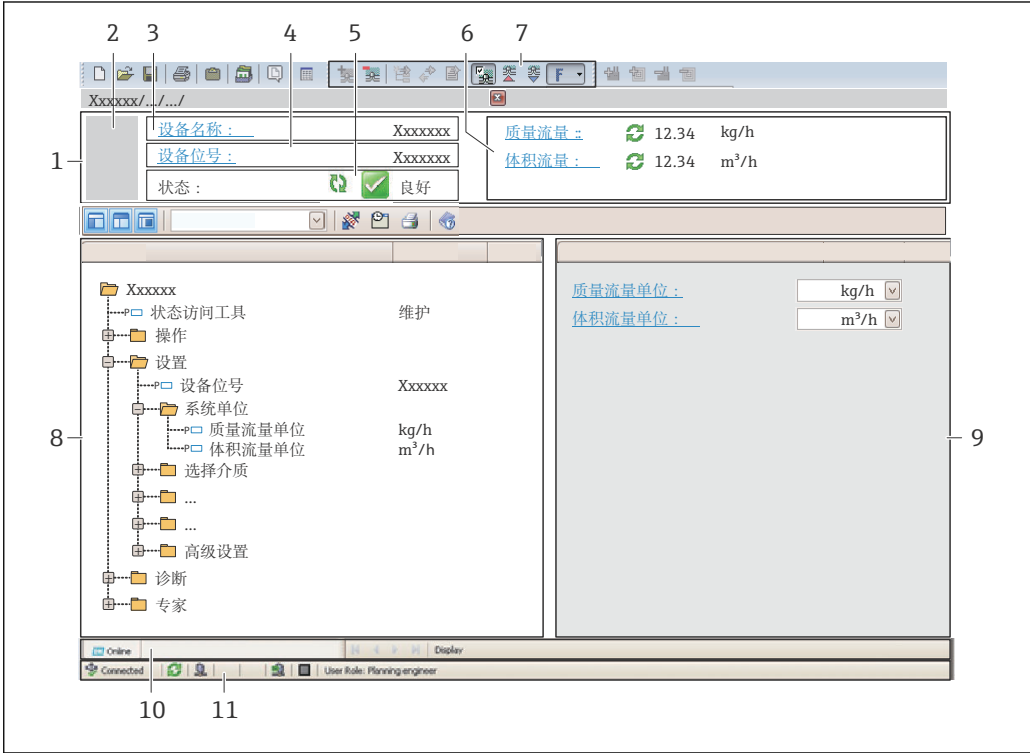 2 3 4 5 6 7
F
Xxxxxx/.../.../
1
设备名称： Xxxxxxx
设备位号： Xxxxxxx
状态： 良好
质量流量：： 12.34 kg/h
体积流量： 12.34 m³/h
Xxxxxx
P 状态访问工具 维护
操作
设置
P 设备位号 Xxxxxx
系统单位
P 质量流量单位 kg/h
P 体积流量单位 m³/h
选择介质
...
...
高级设置
诊断
专家
质量流量单位： kg/h
体积流量单位： m³/h
8
9
Online Display
Connected User Role: Planning engineer
10 11